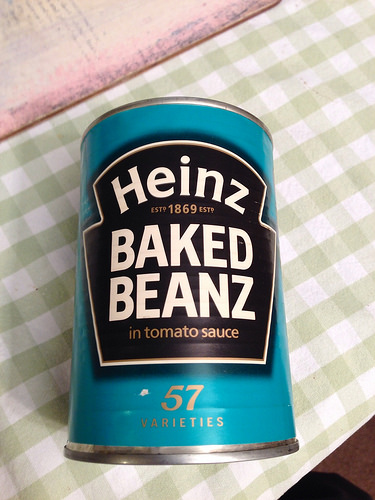 Heinz
ESTD 1869 ESTD
BAKED
BEANZ
in tomato sauce
57
VARIETIES